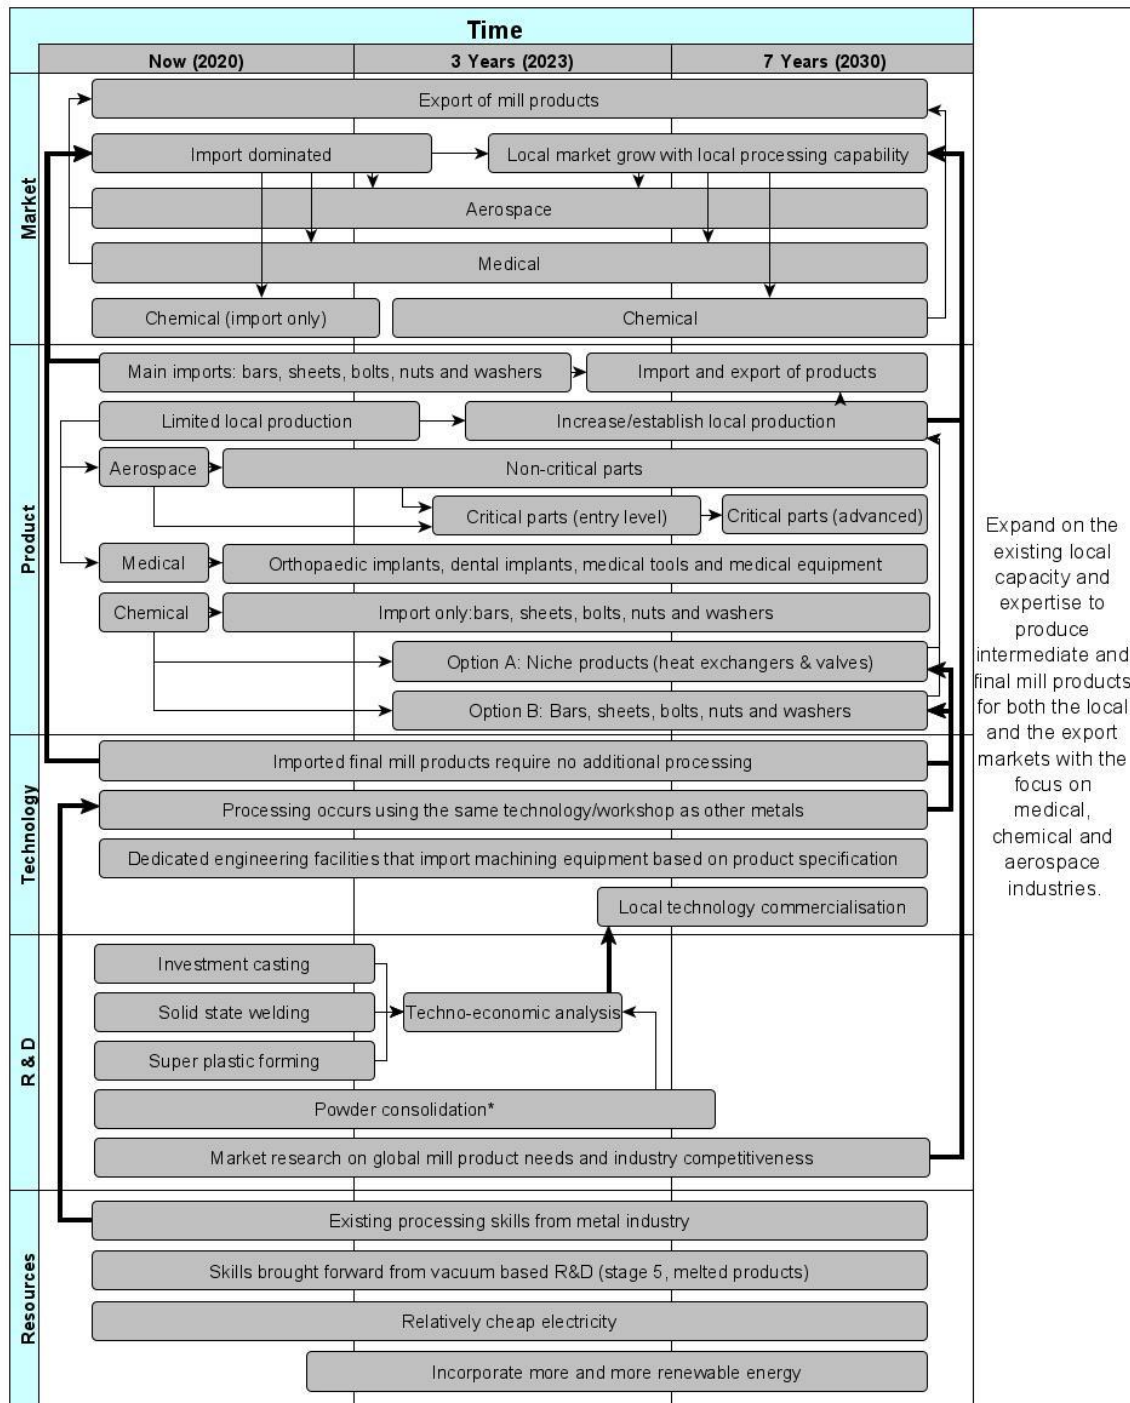 Time
Now (2020)
3 Years (2023)
7 Years (2030)
Market
Export of mill products
Import dominated
Local market grow with local processing capability
Aerospace
Medical
Chemical (import only)
Chemical
Product
Main imports: bars, sheets, bolts, nuts and washers
Import and export of products
Limited local production
Increase/establish local production
Aerospace
Non-critical parts
Critical parts (entry level)
Critical parts (advanced)
Medical
Orthopaedic implants, dental implants, medical tools and medical equipment
Chemical
Import only:bars, sheets, bolts, nuts and washers
Option A: Niche products (heat exchangers & valves)
Option B: Bars, sheets, bolts, nuts and washers
Technology
Imported final mill products require no additional processing
Processing occurs using the same technology/workshop as other metals
Dedicated engineering facilities that import machining equipment based on product specification
Local technology commercialisation
R & D
Investment casting
Solid state welding
Techno-economic analysis
Super plastic forming
Powder consolidation*
Market research on global mill product needs and industry competitiveness
Resources
Existing processing skills from metal industry
Skills brought forward from vacuum based R&D (stage 5, melted products)
Relatively cheap electricity
Incorporate more and more renewable energy
Expand on the
existing local
capacity and
expertise to
produce
intermediate and
final mill products
for both the local
and the export
markets with the
focus on
medical,
chemical and
aerospace
industries.